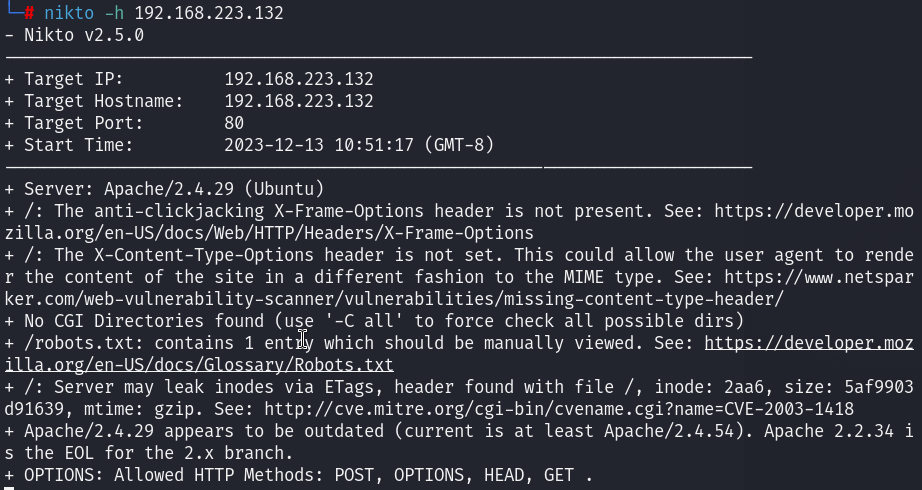 └─# nikto -h 192.168.223.132
- Nikto v2.5.0
+ Target IP: 192.168.223.132
+ Target Hostname: 192.168.223.132
+ Target Port: 80
+ Start Time: 2023-12-13 10:51:17 (GMT-8)
+ Server: Apache/2.4.29 (Ubuntu)
+ /: The anti-clickjacking X-Frame-Options header is not present. See: https://developer.mo
zilla.org/en-US/docs/Web/HTTP/Headers/X-Frame-Options
+ /: The X-Content-Type-Options header is not set. This could allow the user agent to rende
r the content of the site in a different fashion to the MIME type. See: https://www.netspar
ker.com/web-vulnerability-scanner/vulnerabilities/missing-content-type-header/
+ No CGI Directories found (use '-C all' to force check all possible dirs)
+ /robots.txt: contains 1 entry which should be manually viewed. See: https://developer.moz
illa.org/en-US/docs/Glossary/Robots.txt
+ /: Server may leak inodes via ETags, header found with file /, inode: 2aa6, size: 5af9903
d91639, mtime: gzip. See: http://cve.mitre.org/cgi-bin/cvename.cgi?name=CVE-2003-1418
+ Apache/2.4.29 appears to be outdated (current is at least Apache/2.4.54). Apache 2.2.34 i
s the EOL for the 2.x branch.
+ OPTIONS: Allowed HTTP Methods: POST, OPTIONS, HEAD, GET .